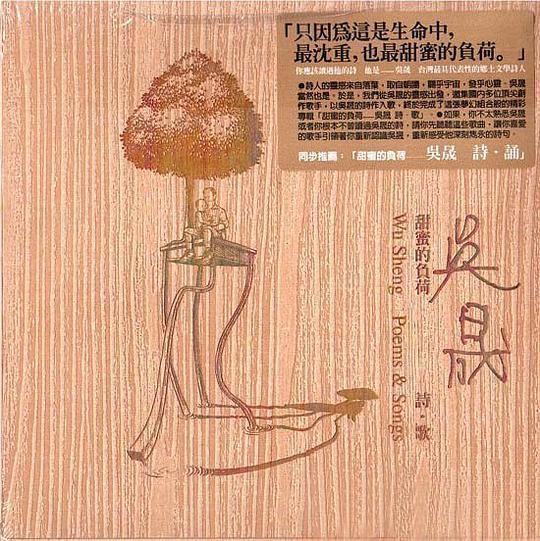 「只因為這是生命中，
最沈重，也最甜蜜的負荷。」
你應該讀過他的詩　他是——吳晟　台灣最具代表性的鄉土文學詩人
●詩人的靈感來自落葉，取自朝露，聽乎宇宙，發乎心靈。吳晟
當然也是。於是，我們從吳晟的靈感出發，邀集國內多位頂尖創
作歌手，以吳晟的詩作入歌，終於完成了這張夢幻組合般的精彩
專輯「甜蜜的負荷——吳晟 詩．歌」。●如果，你不太熟悉吳晟
或者你根本不曾讀過吳晟的詩，請你先聽聽這些歌曲，讓你喜愛
的歌手引領著你重新認識吳晟，重新感受他深刻雋永的詩句。
同步推薦：「甜蜜的負荷——吳晟　詩．誦」
吳晟
甜蜜的負荷　詩．歌
Wu Sheng　Poems & Songs